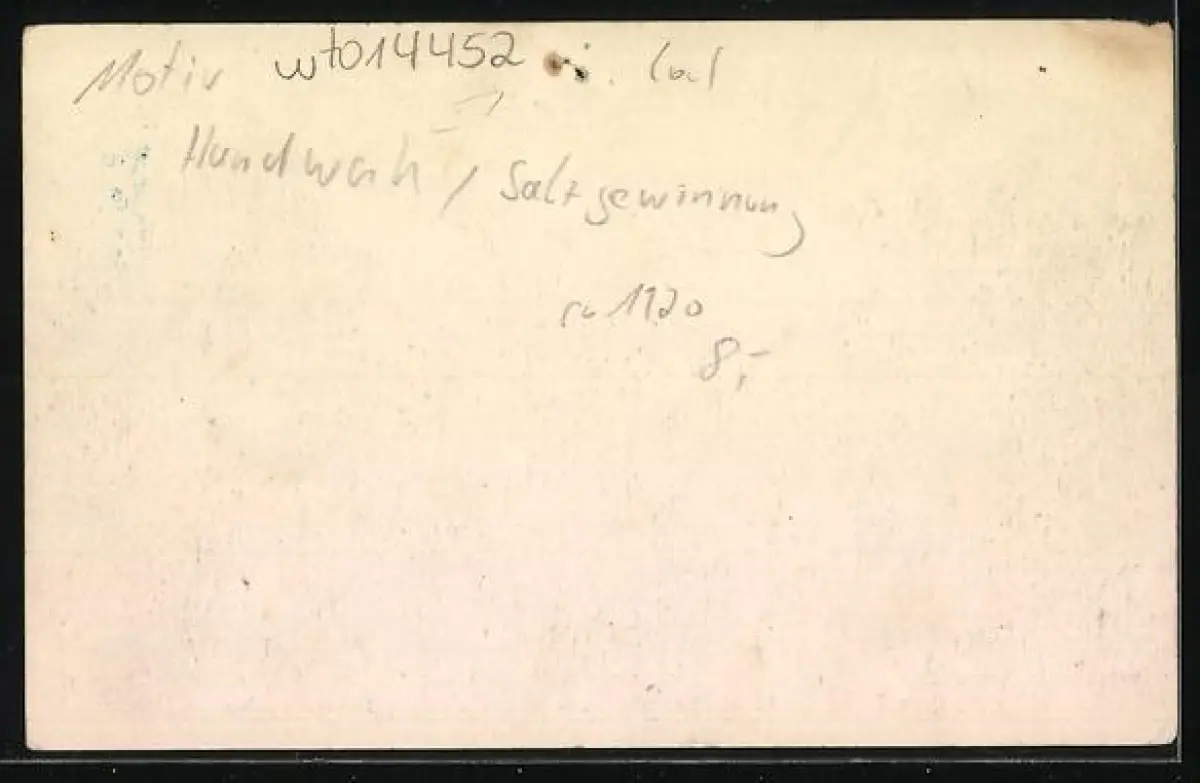 Motiv wt014452
Handwerk / Salzgewinnung
ca 1920
8,-